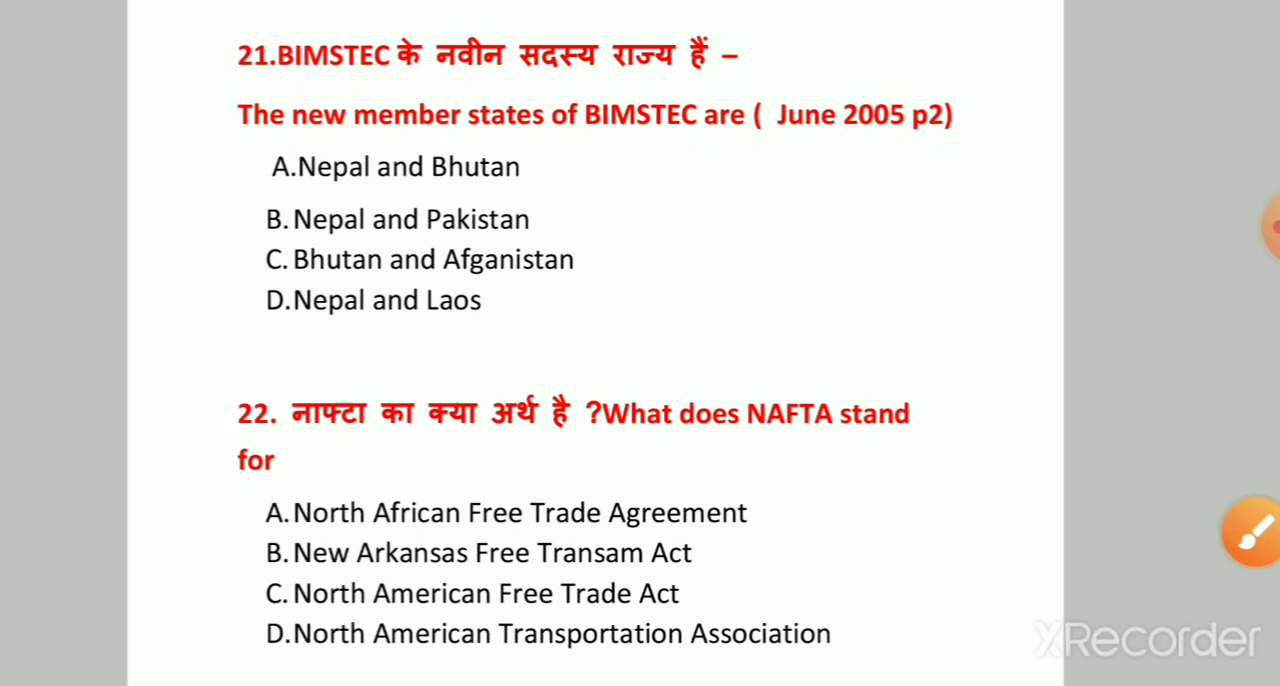 21.BIMSTEC के नवीन सदस्य राज्य हैं –
The new member states of BIMSTEC are ( June 2005 p2)
A.Nepal and Bhutan
B. Nepal and Pakistan
C. Bhutan and Afganistan
D.Nepal and Laos
22. नाफ्टा का क्या अर्थ है ?What does NAFTA stand
for
A. North African Free Trade Agreement
B. New Arkansas Free Transam Act
C. North American Free Trade Act
D.North American Transportation Association
XRecorder